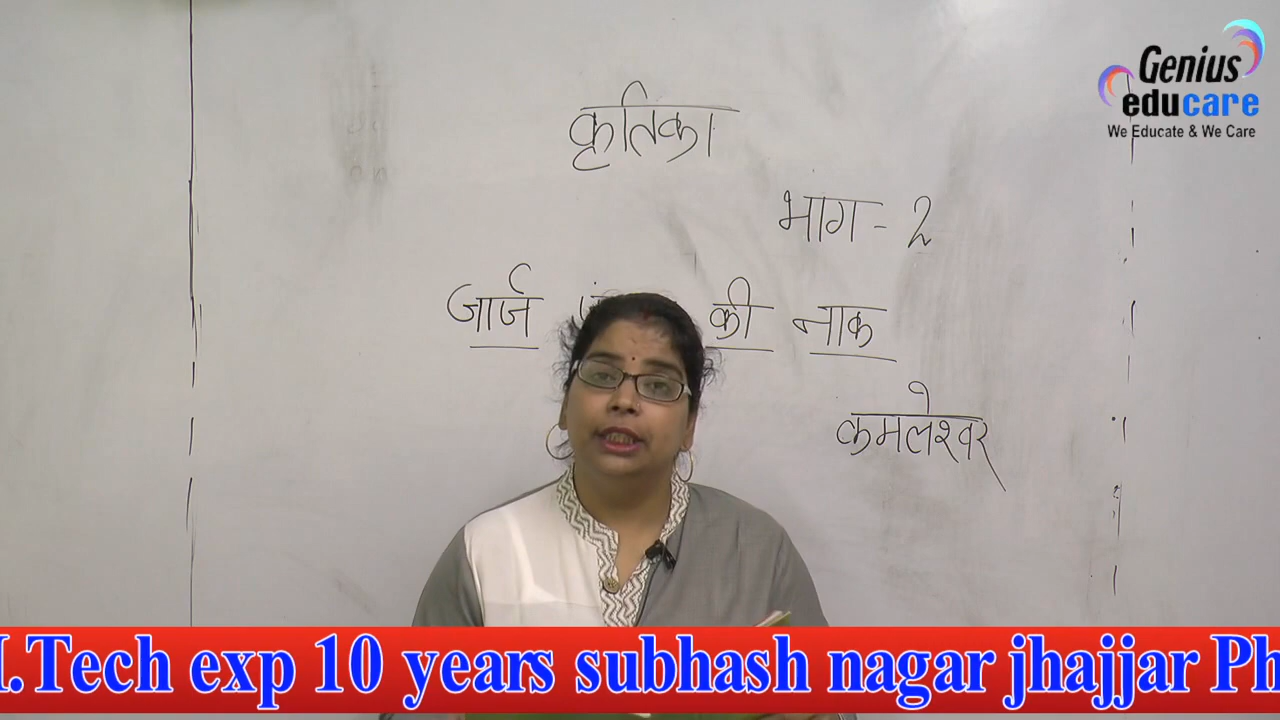 Genius
educare
We Educate & We Care
कृतिका
भाग - 2
जार्ज की नाक
कमलेश्वर
.Tech exp 10 years subhash nagar jhajjar Ph